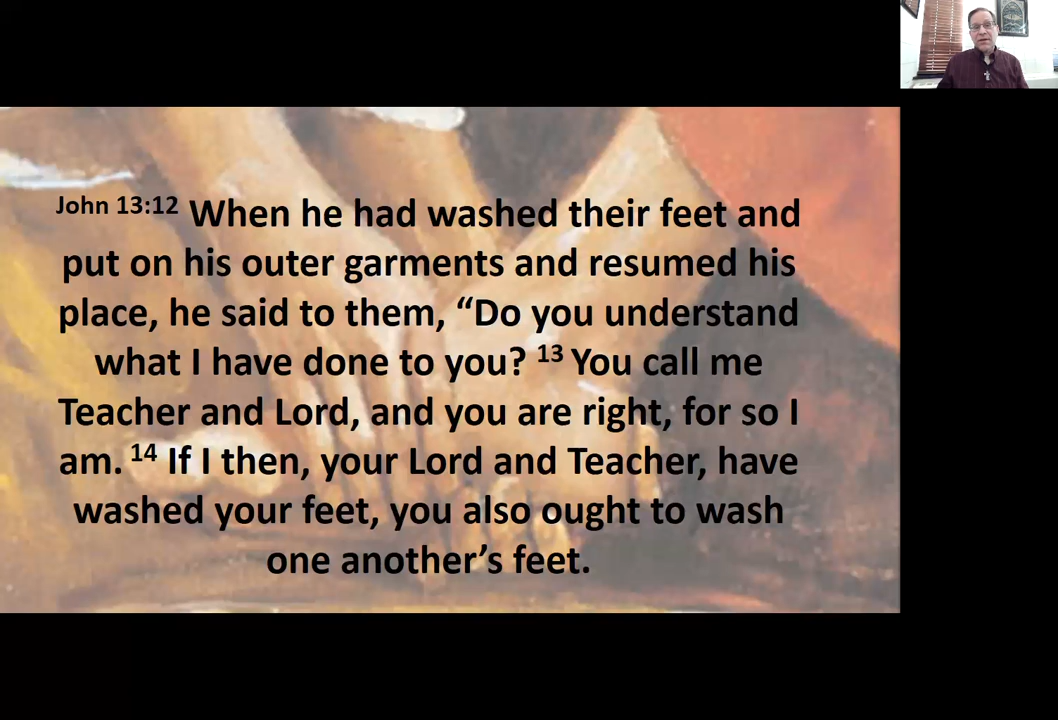 John 13:12 When he had washed their feet and
put on his outer garments and resumed his
place, he said to them, “Do you understand
what I have done to you? 13 You call me
Teacher and Lord, and you are right, for so I
am. 14 If I then, your Lord and Teacher, have
washed your feet, you also ought to wash
one another’s feet.